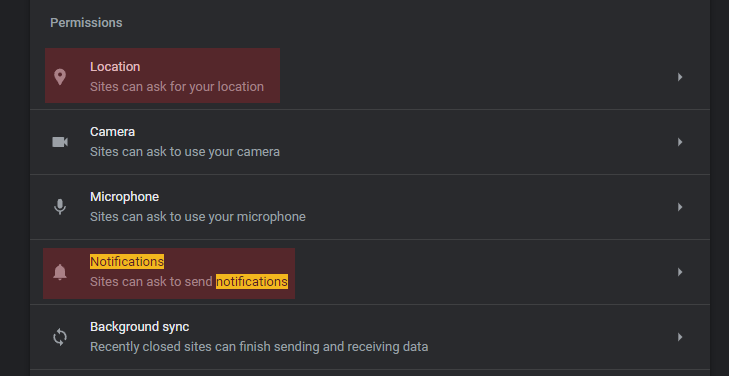 Permissions
Location
Sites can ask for your location
Camera
Sites can ask to use your camera
Microphone
Sites can ask to use your microphone
Notifications
Sites can ask to send notifications
Background sync
Recently closed sites can finish sending and receiving data